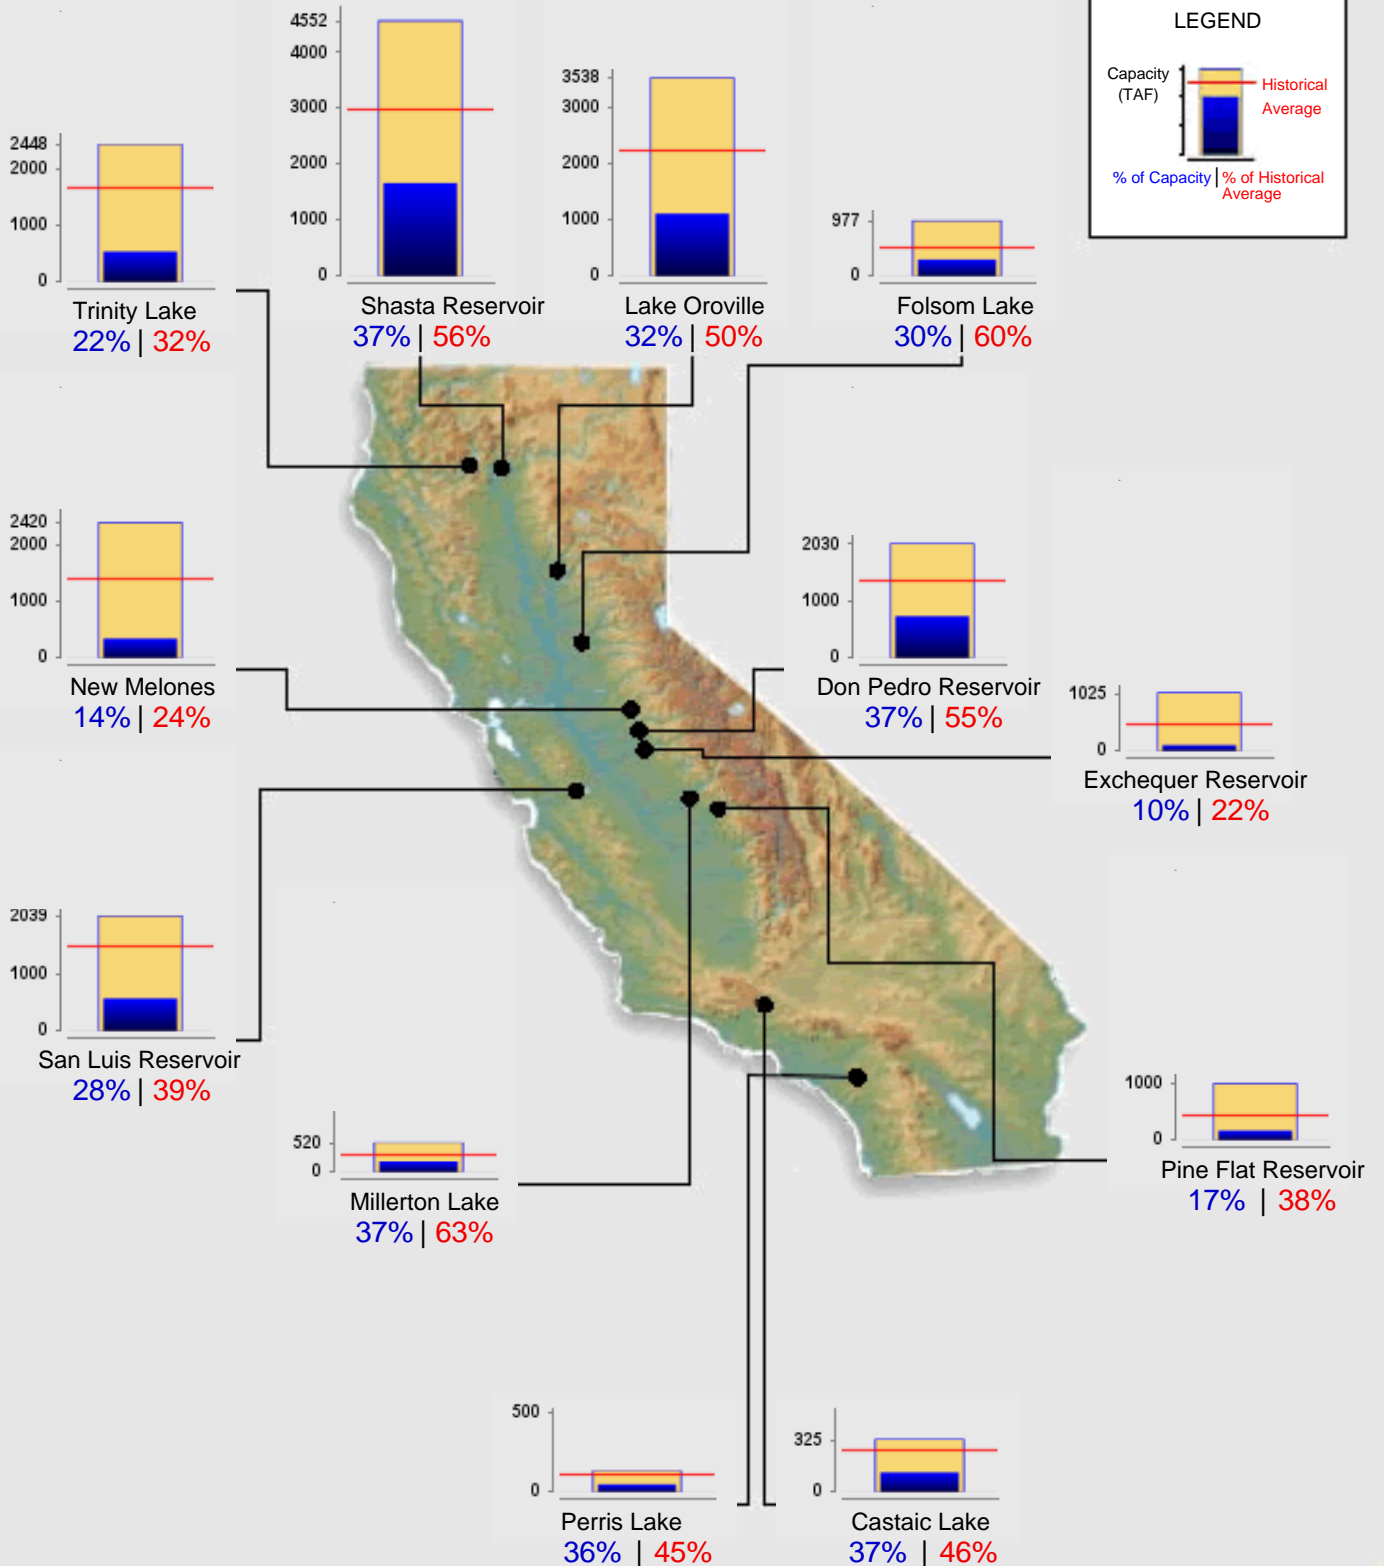 LEGEND
Capacity
(TAF)
Historical
Average
% of Capacity | % of Historical
Average
4552
4000
3000
2000
1000
0
Shasta Reservoir
37% | 56%
3538
3000
2000
1000
0
Lake Oroville
32% | 50%
2448
2000
1000
0
Trinity Lake
22% | 32%
977
0
Folsom Lake
30% | 60%
2420
2000
1000
0
New Melones
14% | 24%
2030
1000
0
Don Pedro Reservoir
37% | 55%
1025
0
Exchequer Reservoir
10% | 22%
2039
1000
0
San Luis Reservoir
28% | 39%
520
0
Millerton Lake
37% | 63%
1000
0
Pine Flat Reservoir
17% | 38%
500
0
Perris Lake
36% | 45%
325
0
Castaic Lake
37% | 46%